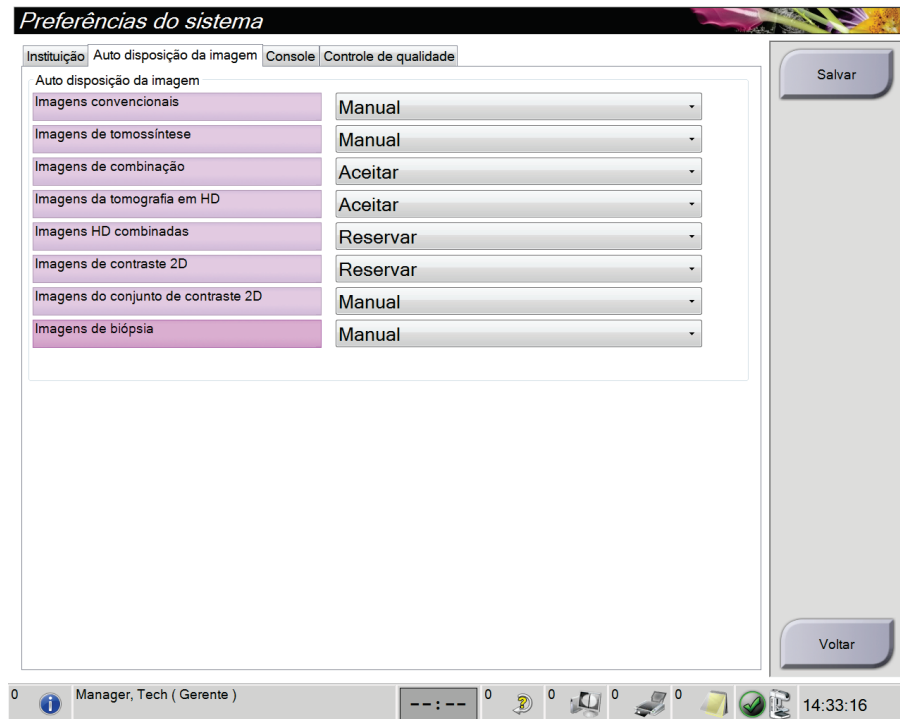 Preferências do sistema
Instituição Auto disposição da imagem Console Controle de qualidade
Salvar
Auto disposição da imagem
Imagens convencionais Manual
Imagens de tomossíntese Manual
Imagens de combinação Aceitar
Imagens da tomografia em HD Aceitar
Imagens HD combinadas Reservar
Imagens de contraste 2D Reservar
Imagens do conjunto de contraste 2D Manual
Imagens de biópsia Manual
Voltar
0 Manager, Tech ( Gerente ) --:-- 0 0 0 0 14:33:16